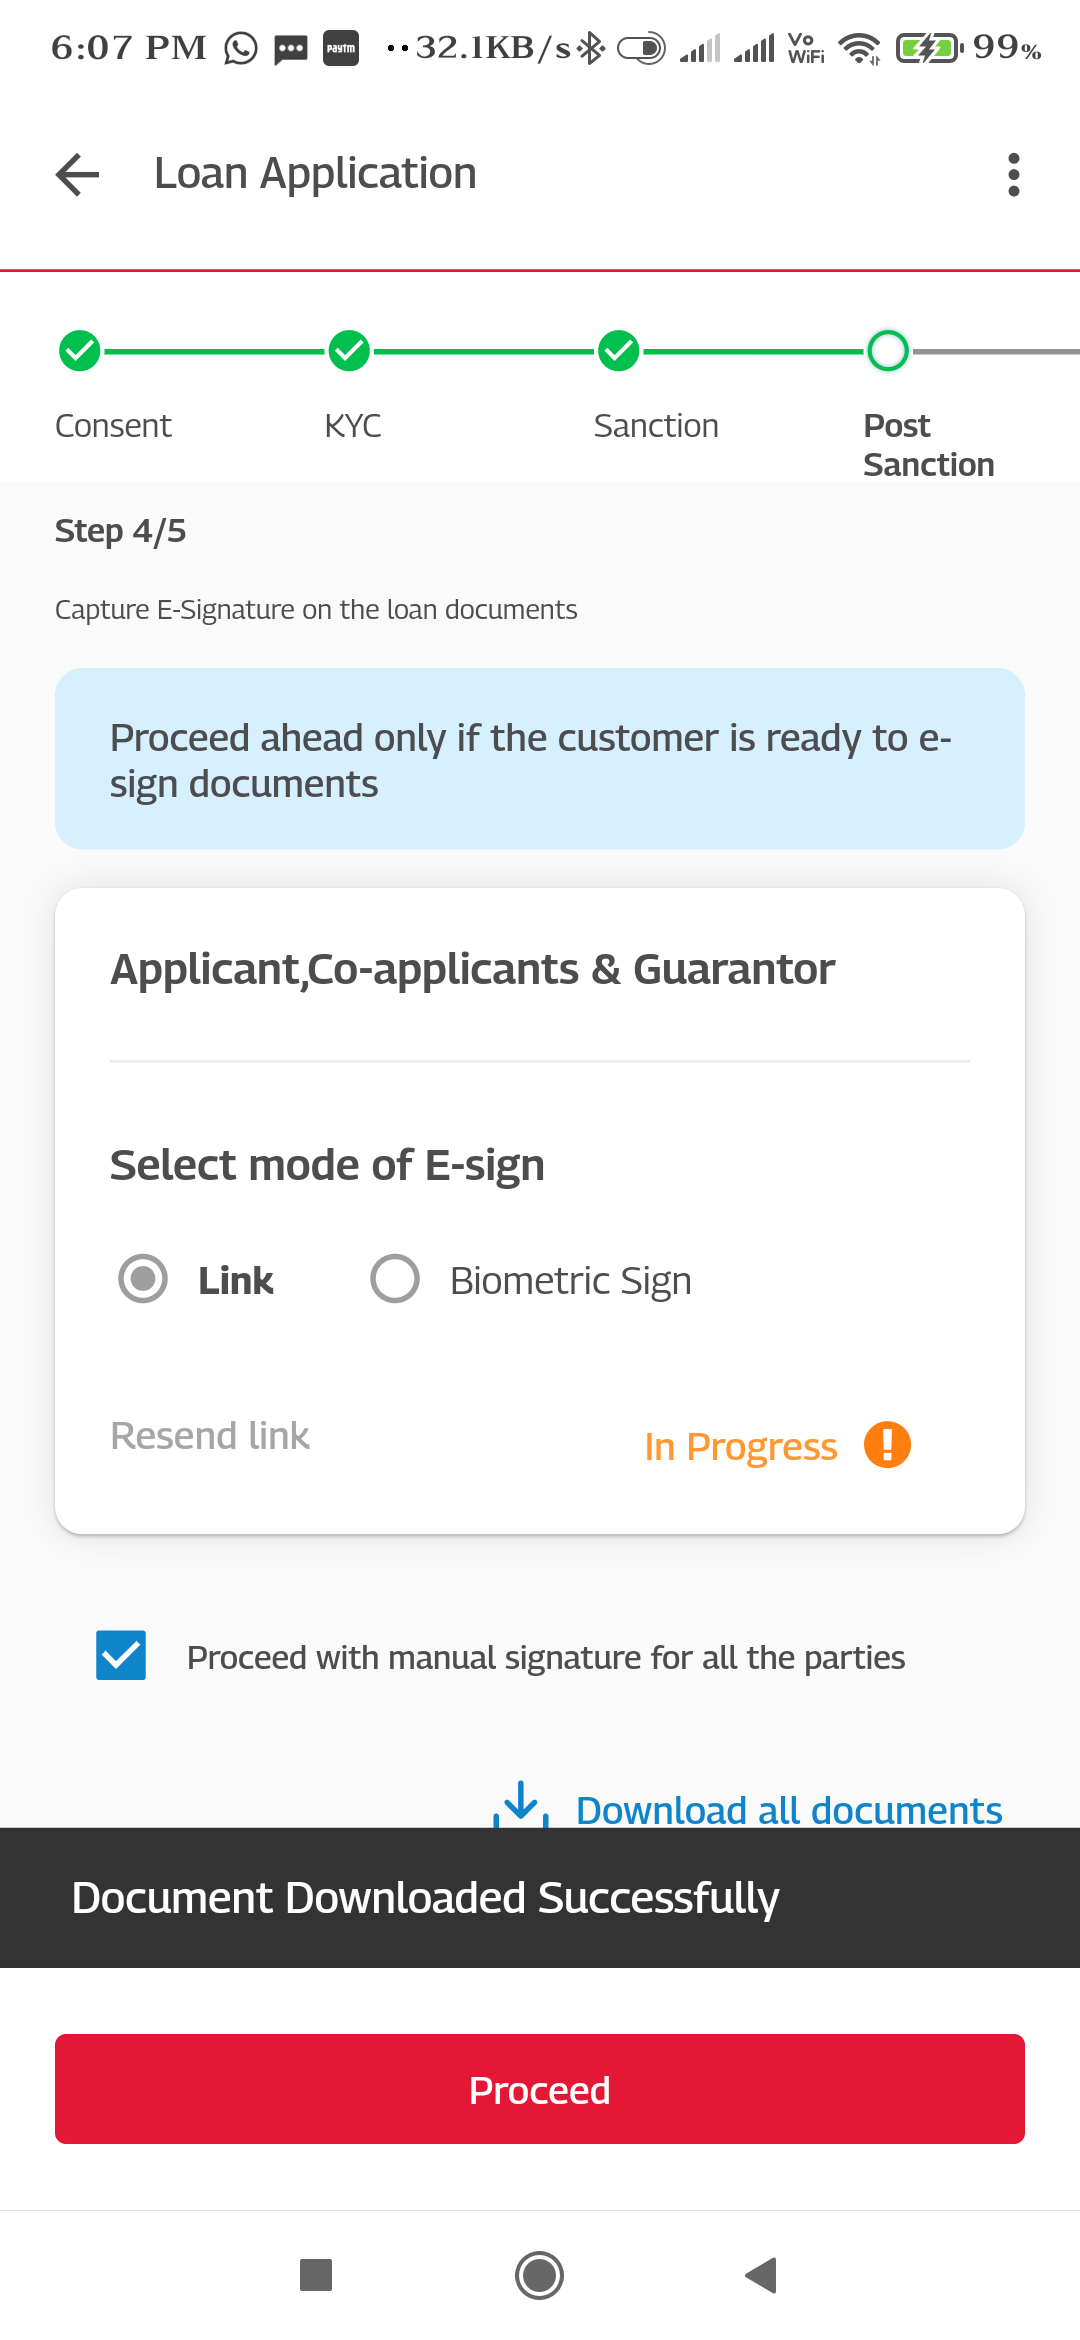 6:07 PM paytm ··32.1KB/s Vo WiFi 99%
Loan Application
Consent KYC Sanction Post
Sanction
Step 4/5
Capture E-Signature on the loan documents
Proceed ahead only if the customer is ready to e-
sign documents
Applicant,Co-applicants & Guarantor
Select mode of E-sign
Link Biometric Sign
Resend link In Progress
Proceed with manual signature for all the parties
Download all documents
Document Downloaded Successfully
Proceed